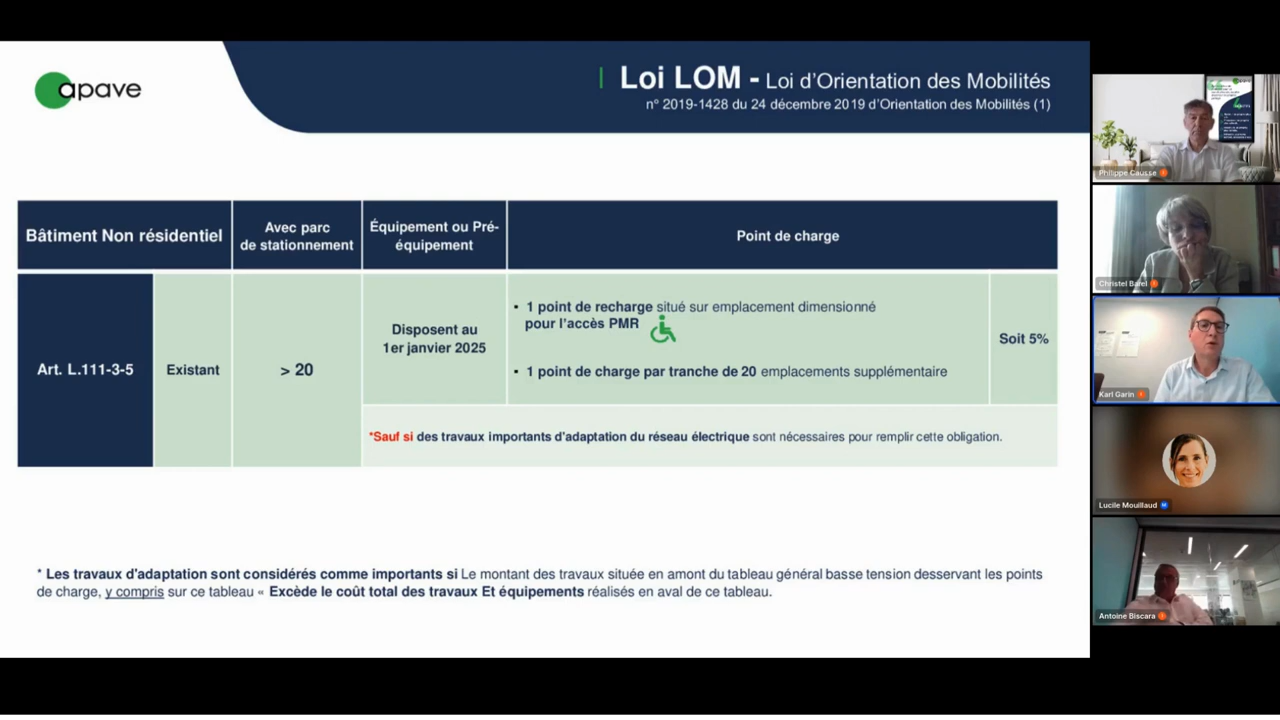 apave
Loi LOM - Loi d'Orientation des Mobilités
n° 2019-1428 du 24 décembre 2019 d'Orientation des Mobilités (1)
Bâtiment Non résidentiel
Avec parc
de stationnement
Équipement ou Pré-
équipement
Point de charge
Art. L.111-3-5
Existant
> 20
Disposent au
1er janvier 2025
▪ 1 point de recharge situé sur emplacement dimensionné
pour l'accès PMR
▪ 1 point de charge par tranche de 20 emplacements supplémentaire
Soit 5%
*Sauf si des travaux importants d'adaptation du réseau électrique sont nécessaires pour remplir cette obligation.
* Les travaux d'adaptation sont considérés comme importants si Le montant des travaux située en amont du tableau général basse tension desservant les points
de charge, y compris sur ce tableau « Excède le coût total des travaux Et équipements réalisés en aval de ce tableau.
Philippe Causse
Christel Barel
Karl Garin
Lucile Mouillaud
Antoine Biscara